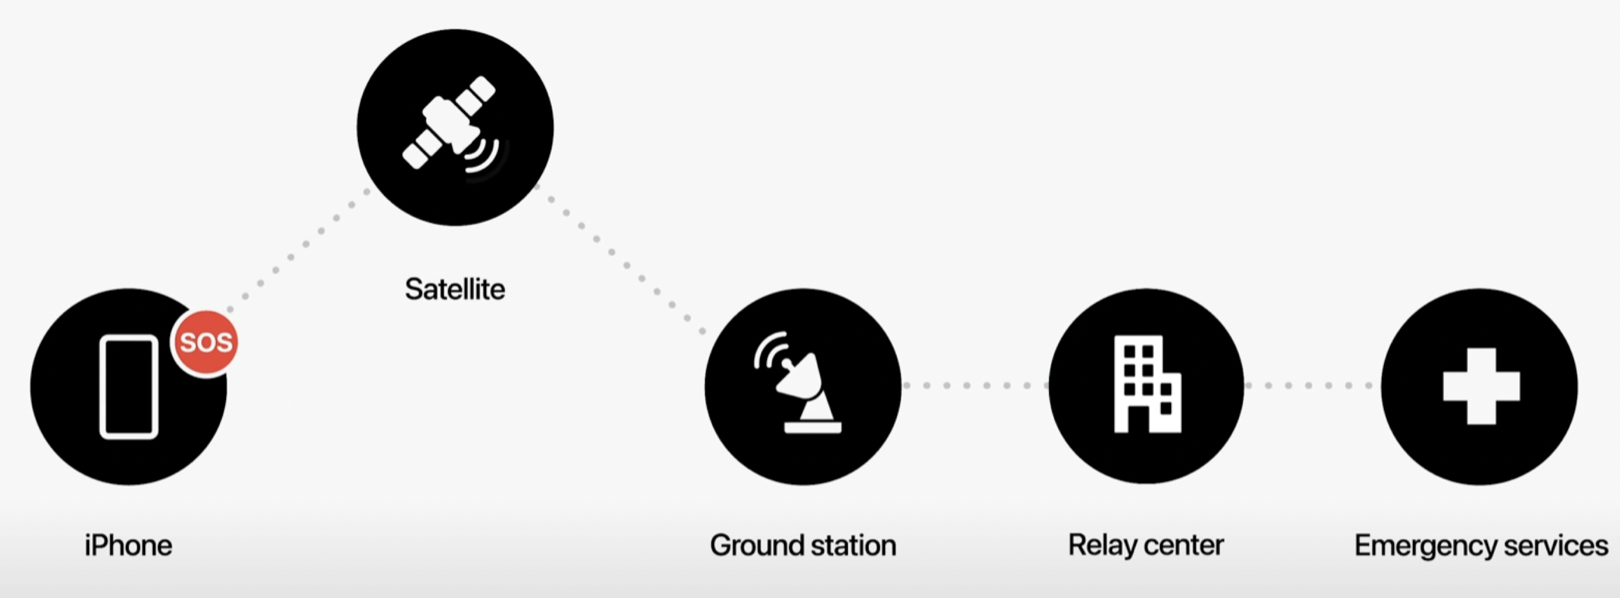 Satellite
SOS
iPhone
Ground station
Relay center
Emergency services